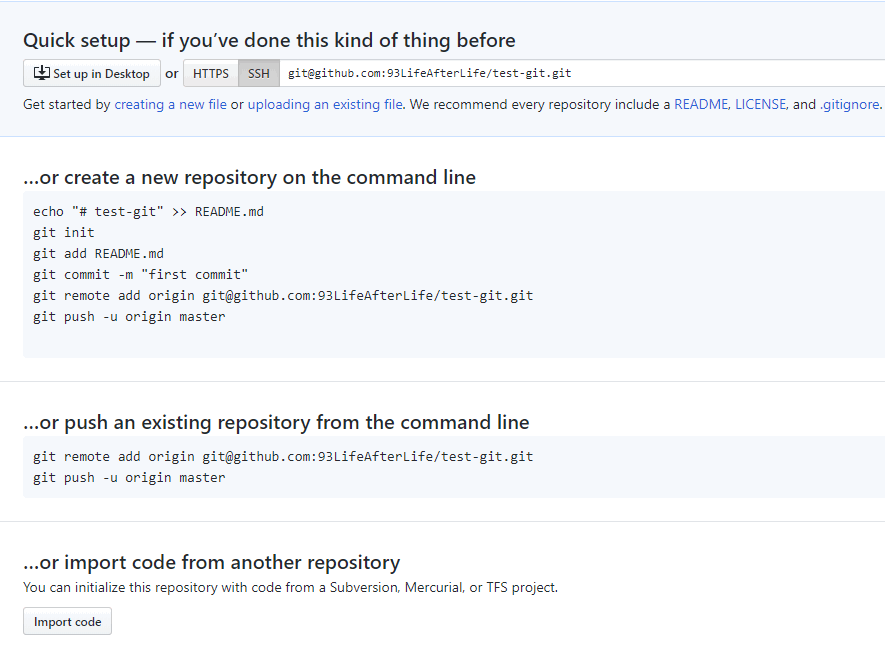 Quick setup — if you’ve done this kind of thing before
Set up in Desktop or HTTPS SSH git@github.com:93LifeAfterLife/test-git.git
Get started by creating a new file or uploading an existing file. We recommend every repository include a README, LICENSE, and .gitignore.
…or create a new repository on the command line
echo "# test-git" >> README.md
git init
git add README.md
git commit -m "first commit"
git remote add origin git@github.com:93LifeAfterLife/test-git.git
git push -u origin master
…or push an existing repository from the command line
git remote add origin git@github.com:93LifeAfterLife/test-git.git
git push -u origin master
…or import code from another repository
You can initialize this repository with code from a Subversion, Mercurial, or TFS project.
Import code